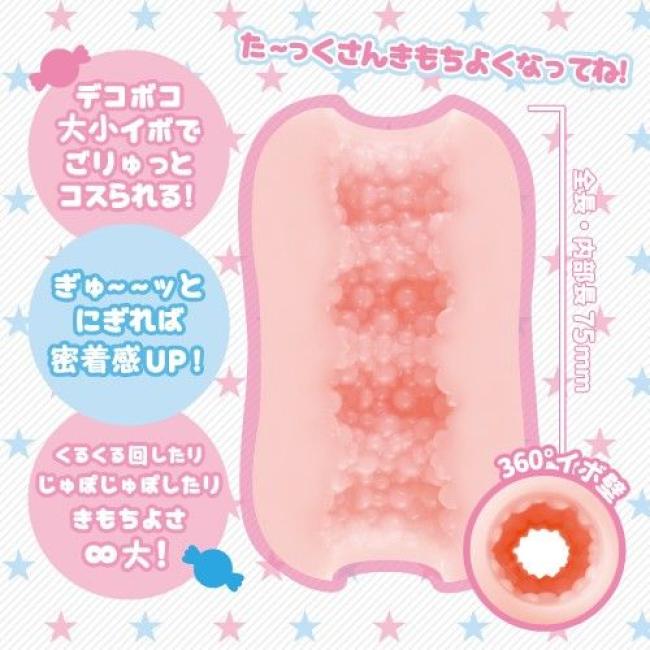 た~っくさんきもちよくなってね!
デコボコ
大小イボで
ごりゅっと
コスられる!
ぎゅ~~ッと
にぎれば
密着感UP!
くるくる回したり
じゅぽじゅぽしたり
きもちよさ
∞大!
全長・内部長75mm
360°イボ壁